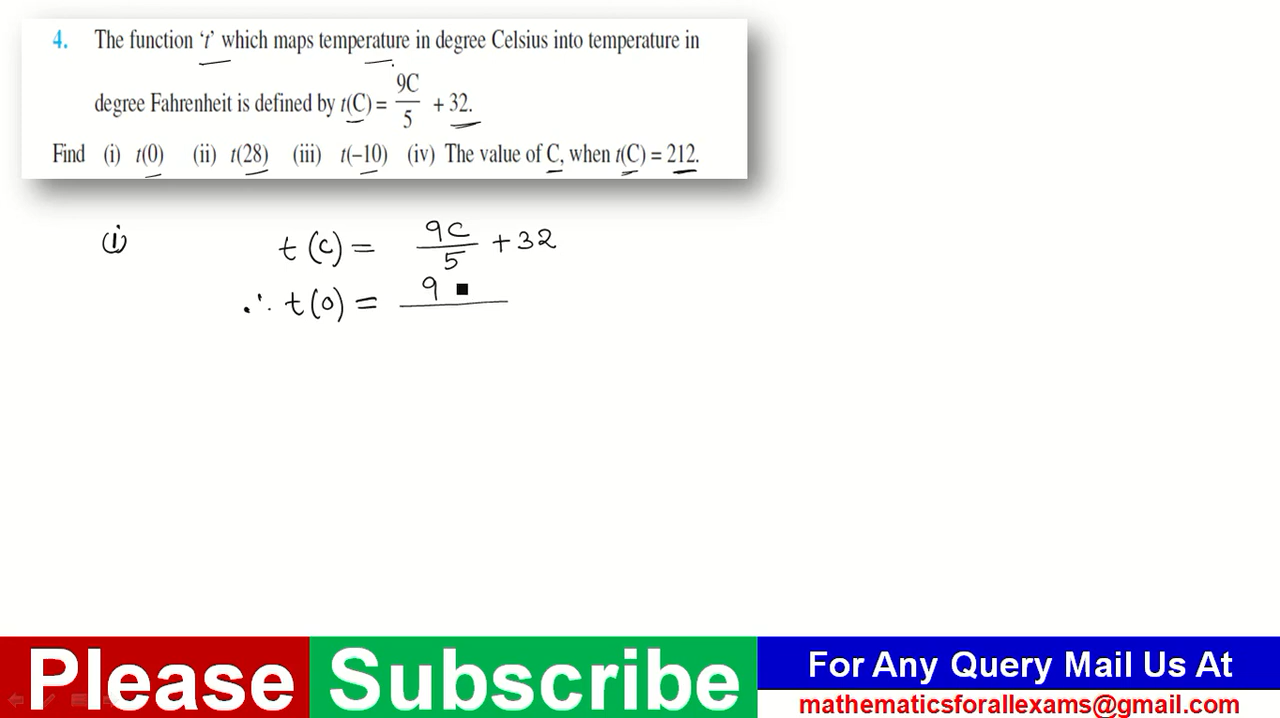 4. The function ‘t’ which maps temperature in degree Celsius into temperature in
degree Fahrenheit is defined by t(C) = 9C/5 + 32.
Find (i) t(0) (ii) t(28) (iii) t(–10) (iv) The value of C, when t(C) = 212.
(i) t(C) = 9C/5 + 32
∴ t(0) = 9
Please Subscribe
For Any Query Mail Us At
mathematicsforallexams@gmail.com